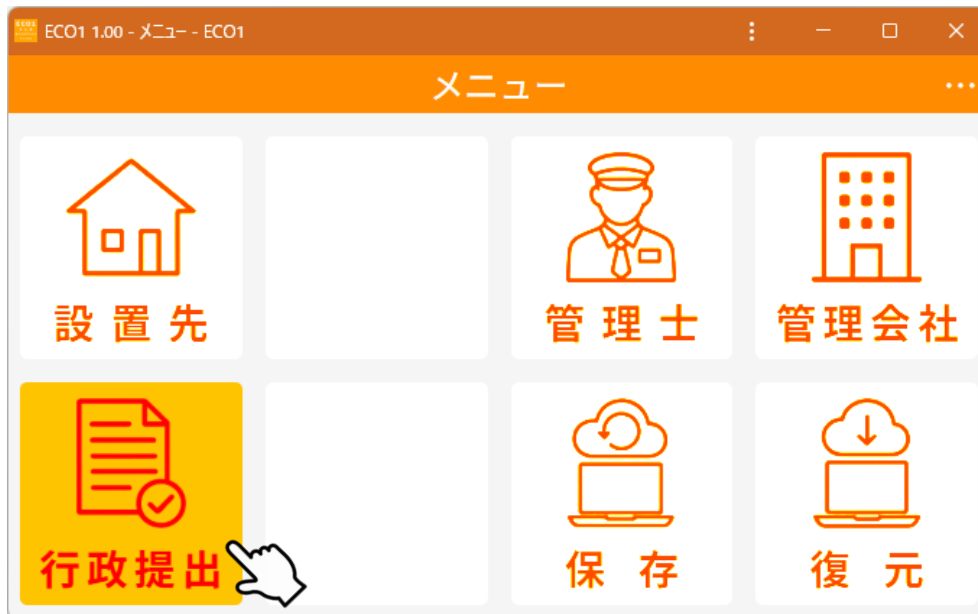 ECO1 1.00 - メニュー - ECO1
メニュー
設置先
管理士
管理会社
行政提出
保存
復元